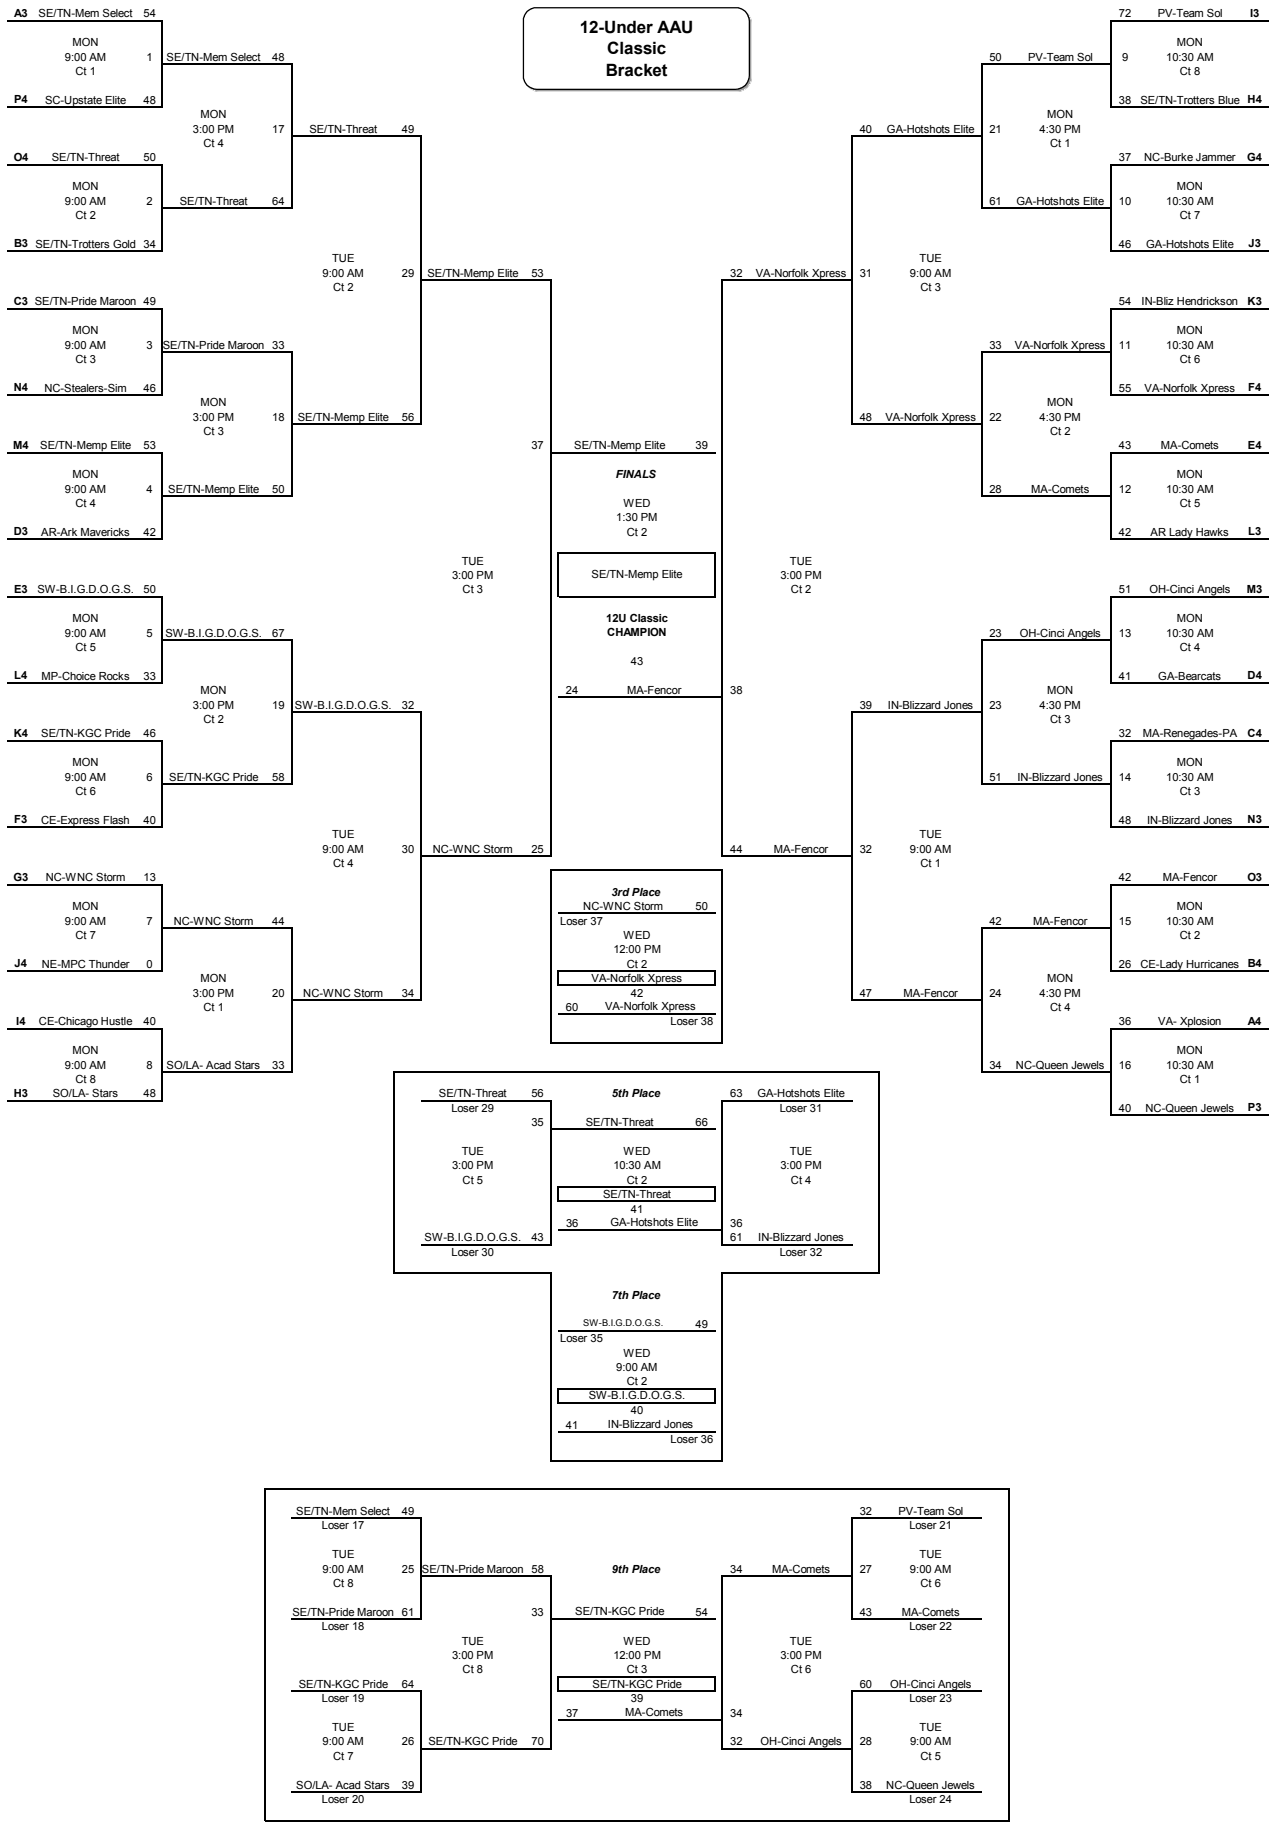 12-Under AAU
Classic
Bracket
A3 SE/TN-Mem Select 54
MON
9:00 AM 1
Ct 1
P4 SC-Upstate Elite 48
O4 SE/TN-Threat 50
MON
9:00 AM 2
Ct 2
B3 SE/TN-Trotters Gold 34
C3 SE/TN-Pride Maroon 49
MON
9:00 AM 3
Ct 3
N4 NC-Stealers-Sim 46
M4 SE/TN-Memp Elite 53
MON
9:00 AM 4
Ct 4
D3 AR-Ark Mavericks 42
E3 SW-B.I.G.D.O.G.S. 50
MON
9:00 AM 5
Ct 5
L4 MP-Choice Rocks 33
K4 SE/TN-KGC Pride 46
MON
9:00 AM 6
Ct 6
F3 CE-Express Flash 40
G3 NC-WNC Storm 13
MON
9:00 AM 7
Ct 7
J4 NE-MPC Thunder 0
I4 CE-Chicago Hustle 40
MON
9:00 AM 8
Ct 8
H3 SO/LA- Stars 48
SE/TN-Mem Select 48
MON
3:00 PM 17
Ct 4
SE/TN-Threat 64
SE/TN-Pride Maroon 33
MON
3:00 PM 18
Ct 3
SE/TN-Memp Elite 50
SW-B.I.G.D.O.G.S. 67
MON
3:00 PM 19
Ct 2
SE/TN-KGC Pride 58
NC-WNC Storm 44
MON
3:00 PM 20
Ct 1
SO/LA- Acad Stars 33
SE/TN-Threat 49
TUE
9:00 AM 29
Ct 2
SE/TN-Memp Elite 56
SW-B.I.G.D.O.G.S. 32
TUE
9:00 AM 30
Ct 4
NC-WNC Storm 34
SE/TN-Memp Elite 53
37
TUE
3:00 PM
Ct 3
NC-WNC Storm 25
SE/TN-Memp Elite 39
FINALS
WED
1:30 PM
Ct 2
SE/TN-Memp Elite
12U Classic
CHAMPION
43
24 MA-Fencor
32 VA-Norfolk Xpress
TUE
3:00 PM
Ct 2
38
44 MA-Fencor
40 GA-Hotshots Elite
TUE
31 9:00 AM
Ct 3
48 VA-Norfolk Xpress
39 IN-Blizzard Jones
TUE
32 9:00 AM
Ct 1
47 MA-Fencor
50 PV-Team Sol
MON
21 4:30 PM
Ct 1
61 GA-Hotshots Elite
33 VA-Norfolk Xpress
MON
22 4:30 PM
Ct 2
28 MA-Comets
23 OH-Cinci Angels
MON
23 4:30 PM
Ct 3
51 IN-Blizzard Jones
42 MA-Fencor
MON
24 4:30 PM
Ct 4
34 NC-Queen Jewels
72 PV-Team Sol I3
MON
9 10:30 AM
Ct 8
38 SE/TN-Trotters Blue H4
37 NC-Burke Jammer G4
MON
10 10:30 AM
Ct 7
46 GA-Hotshots Elite J3
54 IN-Bliz Hendrickson K3
MON
11 10:30 AM
Ct 6
55 VA-Norfolk Xpress F4
43 MA-Comets E4
MON
12 10:30 AM
Ct 5
42 AR Lady Hawks L3
51 OH-Cinci Angels M3
MON
13 10:30 AM
Ct 4
41 GA-Bearcats D4
32 MA-Renegades-PA C4
MON
14 10:30 AM
Ct 3
48 IN-Blizzard Jones N3
42 MA-Fencor O3
MON
15 10:30 AM
Ct 2
26 CE-Lady Hurricanes B4
36 VA- Xplosion A4
MON
16 10:30 AM
Ct 1
40 NC-Queen Jewels P3
3rd Place
NC-WNC Storm 50
Loser 37
WED
12:00 PM
Ct 2
VA-Norfolk Xpress
42
60 VA-Norfolk Xpress
Loser 38
SE/TN-Threat 56
Loser 29
35
TUE
3:00 PM
Ct 5
SW-B.I.G.D.O.G.S. 43
Loser 30
5th Place
SE/TN-Threat 66
WED
10:30 AM
Ct 2
SE/TN-Threat
41
36 GA-Hotshots Elite
63 GA-Hotshots Elite
Loser 31
TUE
3:00 PM
Ct 4
36
61 IN-Blizzard Jones
Loser 32
7th Place
SW-B.I.G.D.O.G.S. 49
Loser 35
WED
9:00 AM
Ct 2
SW-B.I.G.D.O.G.S.
40
41 IN-Blizzard Jones
Loser 36
SE/TN-Mem Select 49
Loser 17
TUE
9:00 AM 25
Ct 8
SE/TN-Pride Maroon 61
Loser 18
SE/TN-KGC Pride 64
Loser 19
TUE
9:00 AM 26
Ct 7
SO/LA- Acad Stars 39
Loser 20
SE/TN-Pride Maroon 58
33
TUE
3:00 PM
Ct 8
SE/TN-KGC Pride 70
9th Place
SE/TN-KGC Pride 54
WED
12:00 PM
Ct 3
SE/TN-KGC Pride
39
37 MA-Comets
34 MA-Comets
TUE
3:00 PM
Ct 6
34
32 OH-Cinci Angels
32 PV-Team Sol
Loser 21
TUE
27 9:00 AM
Ct 6
43 MA-Comets
Loser 22
60 OH-Cinci Angels
Loser 23
TUE
28 9:00 AM
Ct 5
38 NC-Queen Jewels
Loser 24